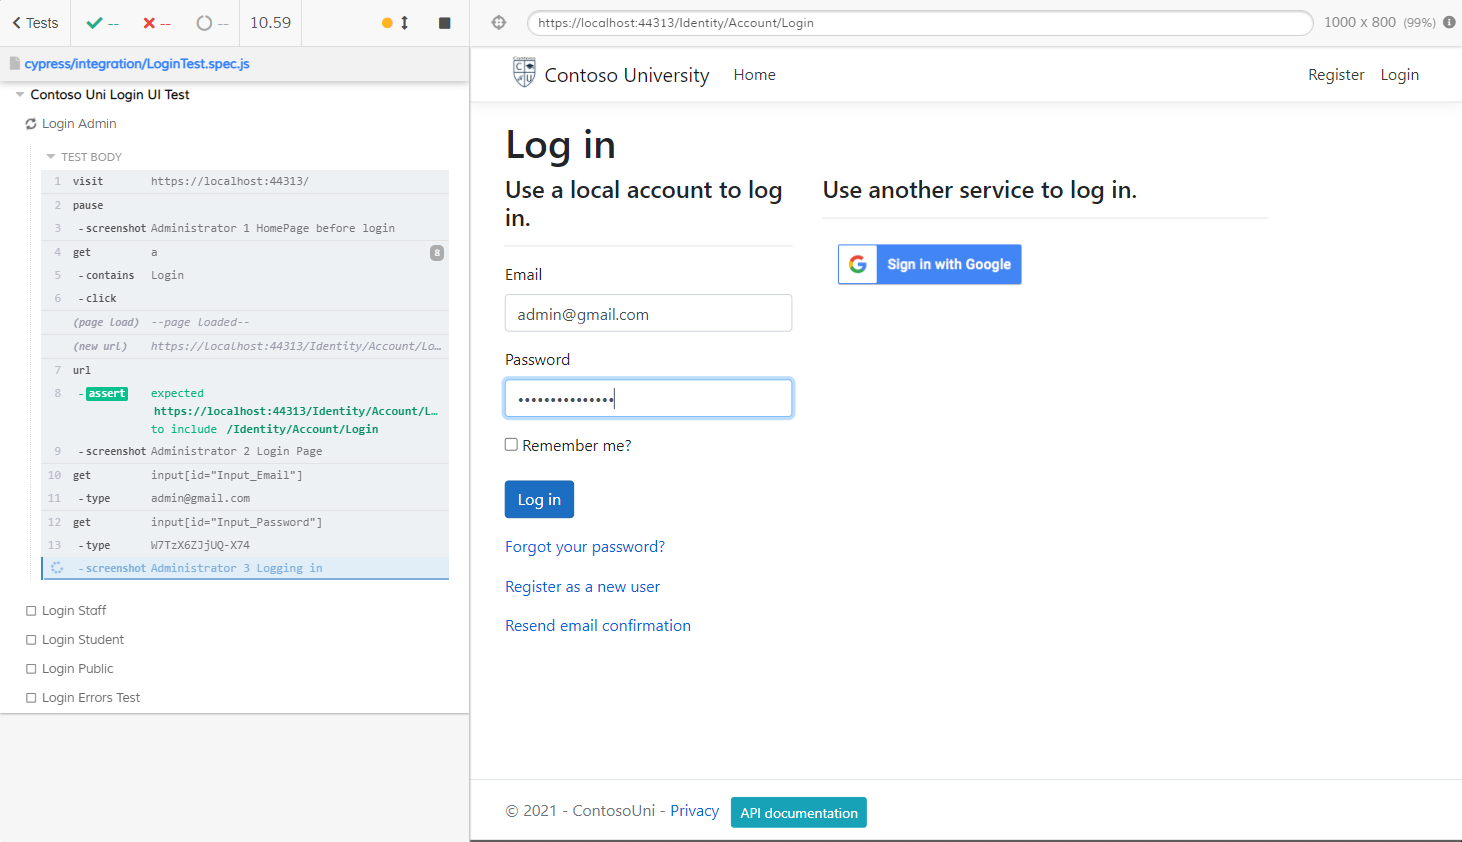 Tests
--
--
--
10.59
https://localhost:44313/Identity/Account/Login
1000 x 800 (99%)
cypress/integration/LoginTest.spec.js
Contoso Uni Login UI Test
Login Admin
TEST BODY
1 visit https://localhost:44313/
2 pause
3 -screenshot Administrator 1 HomePage before login
4 get a 8
5 -contains Login
6 -click
(page load) --page loaded--
(new url) https://localhost:44313/Identity/Account/Lo…
7 url
8 -assert expected
https://localhost:44313/Identity/Account/L…
to include /Identity/Account/Login
9 -screenshot Administrator 2 Login Page
10 get input[id="Input_Email"]
11 -type admin@gmail.com
12 get input[id="Input_Password"]
13 -type W7TzX6ZJjUQ-X74
-screenshot Administrator 3 Logging in
Login Staff
Login Student
Login Public
Login Errors Test
Contoso University
Home
Register
Login
Log in
Use a local account to log
in.
Email
admin@gmail.com
Password
•••••••••••••••
Remember me?
Log in
Forgot your password?
Register as a new user
Resend email confirmation
Use another service to log in.
Sign in with Google
© 2021 - ContosoUni - Privacy
API documentation